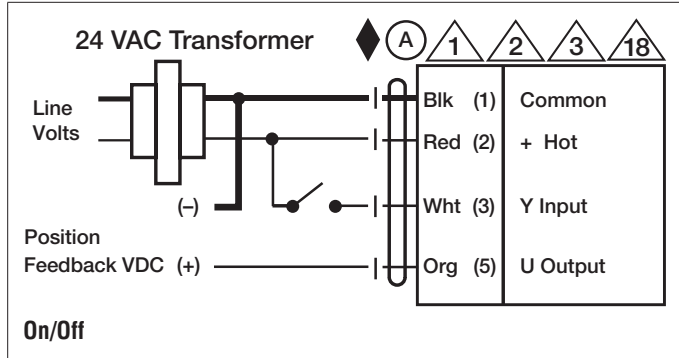 24 VAC Transformer
A 1 2 3 18
Line
Volts
Blk (1) Common
Red (2) + Hot
(–)
Wht (3) Y Input
Position
Feedback VDC (+)
Org (5) U Output
On/Off